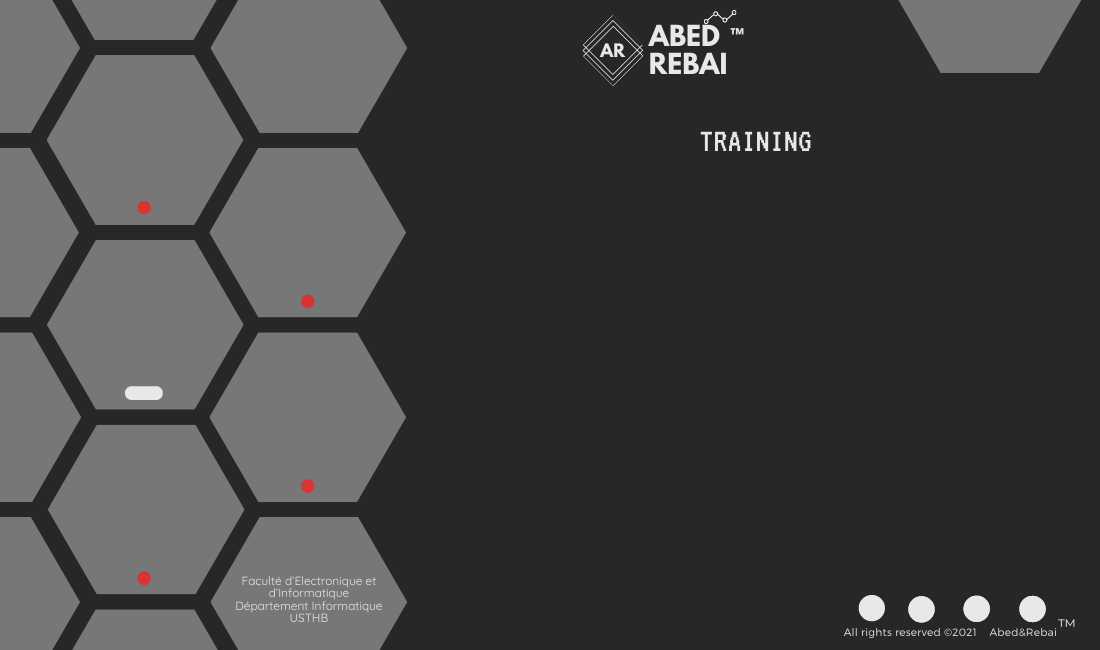 AR
ABED ™
REBAI
TRAINING
Faculté d'Electronique et
d'Informatique
Département Informatique
USTHB
All rights reserved ©2021 Abed&Rebai ™